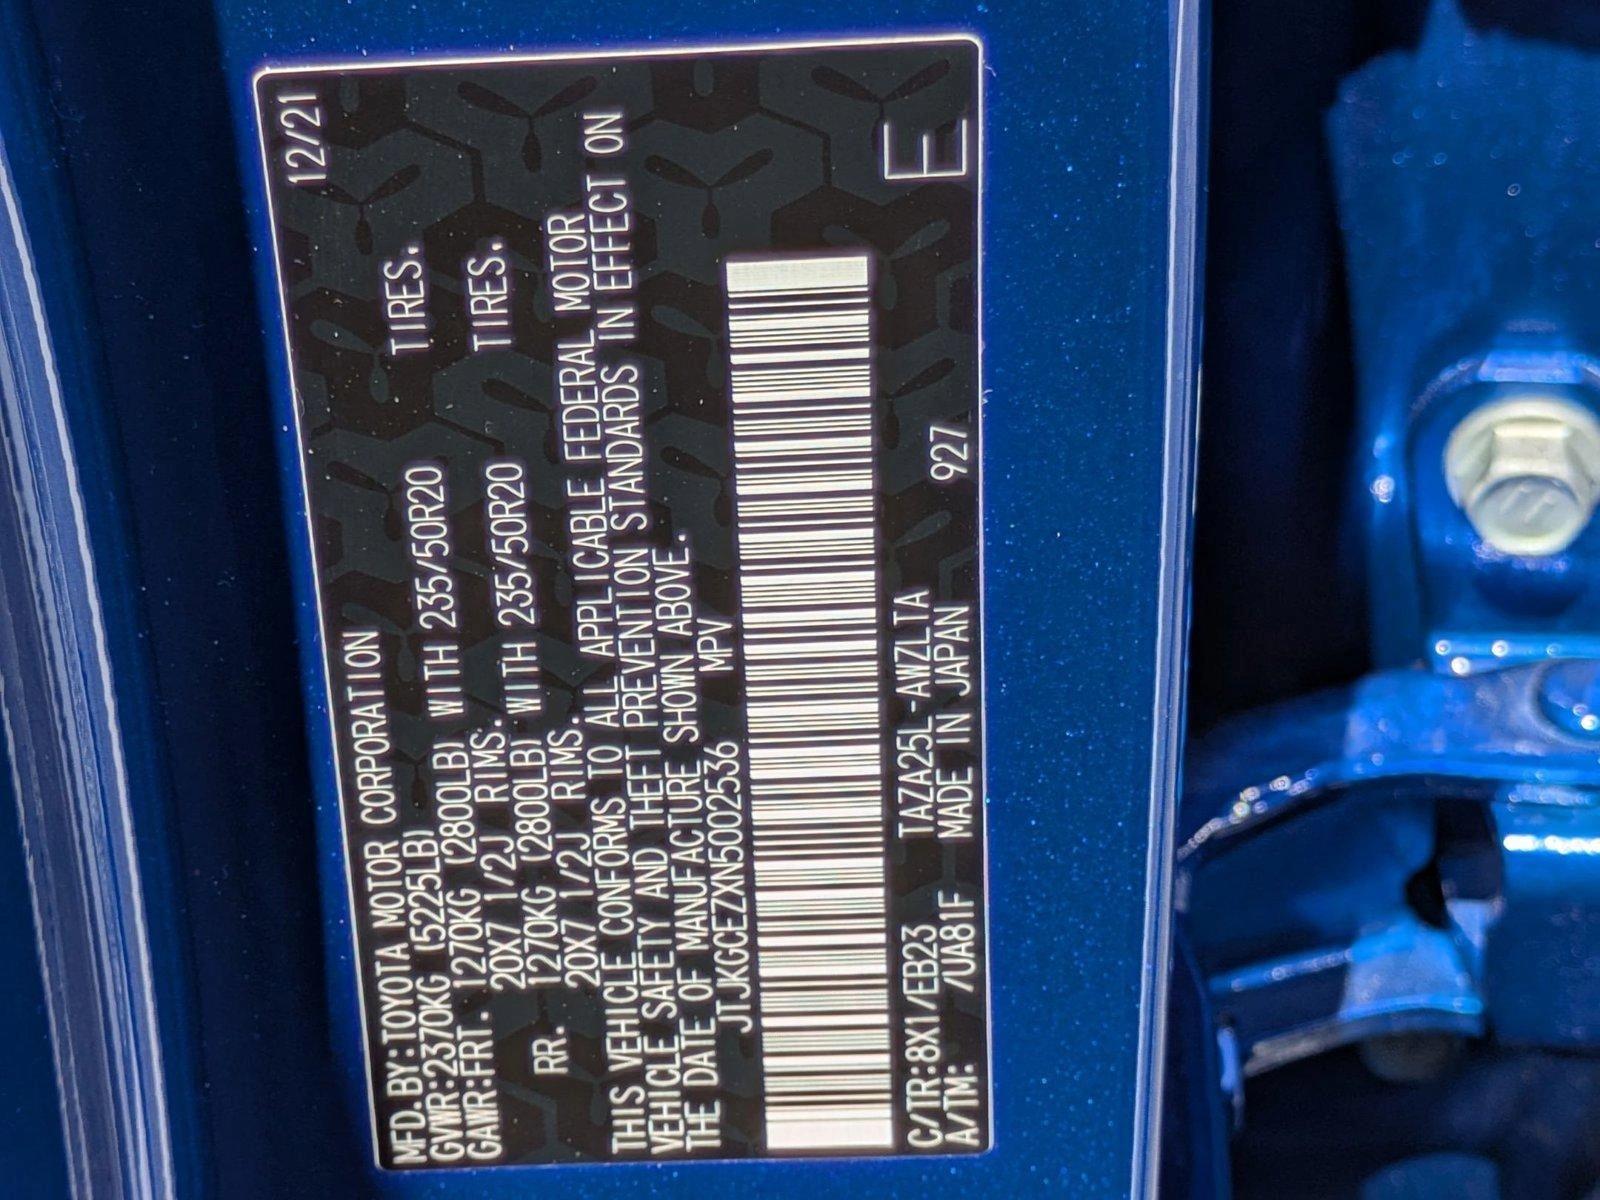 12/21
MFD.BY:TOYOTA MOTOR CORPORATION
GVWR:2370KG (5225LB)
GAWR:FRT. 1270KG (2800LB) WITH 235/50R20 TIRES.
20X7 1/2J RIMS.
RR. 1270KG (2800LB) WITH 235/50R20 TIRES.
20X7 1/2J RIMS.
THIS VEHICLE CONFORMS TO ALL APPLICABLE FEDERAL MOTOR
VEHICLE SAFETY AND THEFT PREVENTION STANDARDS IN EFFECT ON
THE DATE OF MANUFACTURE SHOWN ABOVE.
JTJKGCEZXN5002536 MPV
C/TR:8X1/EB23 TAZA25L-AWZLTA
A/TM: /UA81F MADE IN JAPAN 927 E